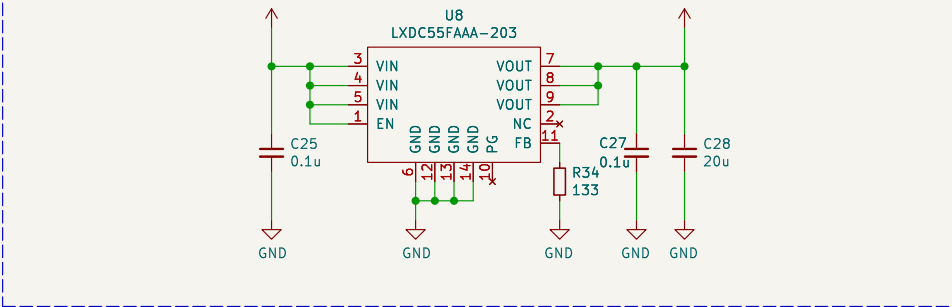 U8
LXDC55FAAA-203
3 VIN
4 VIN
5 VIN
1 EN
VOUT 7
VOUT 8
VOUT 9
NC 2
FB 11
GND 6
GND 12
GND 13
GND 14
PG 10
C25
0.1u
C27
0.1u
C28
20u
R34
133
GND
GND
GND
GND
GND